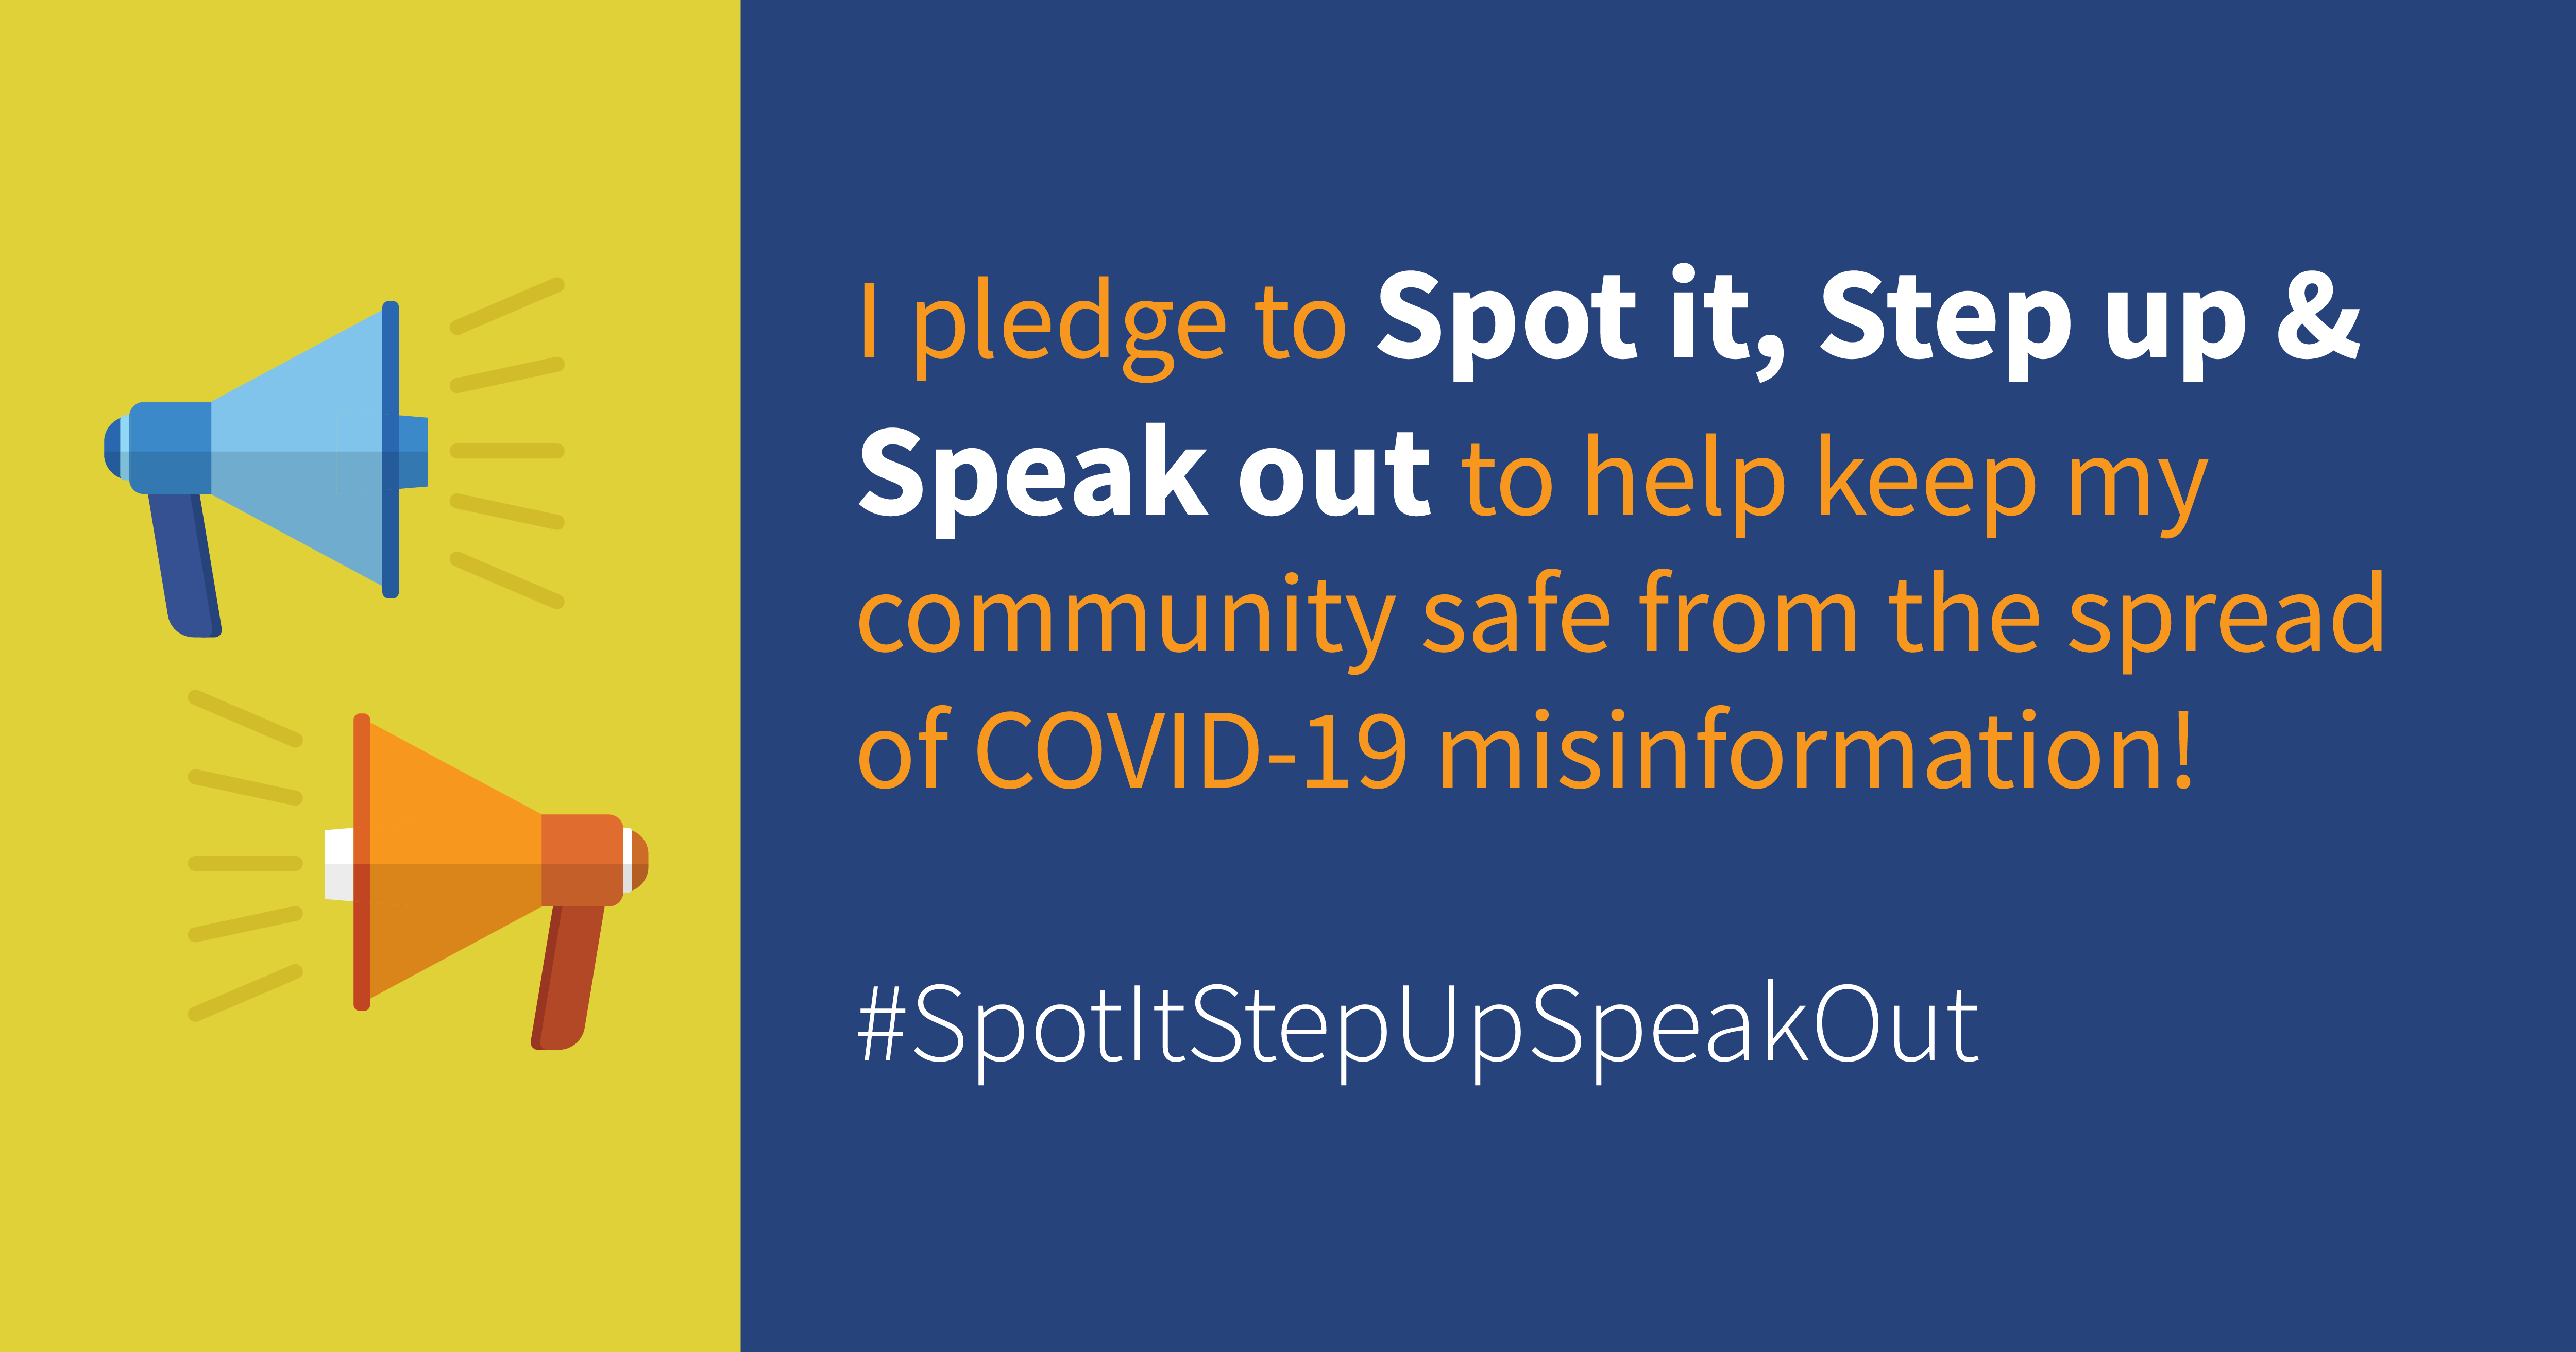 I pledge to Spot it, Step up &
Speak out to help keep my
community safe from the spread
of COVID-19 misinformation!
#SpotItStepUpSpeakOut